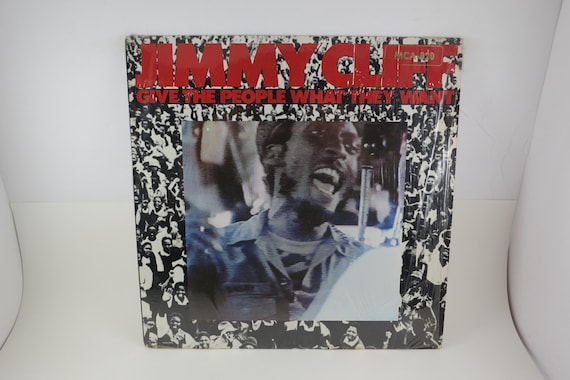 JIMMY CLIFF
GIVE THE PEOPLE WHAT THEY WANT